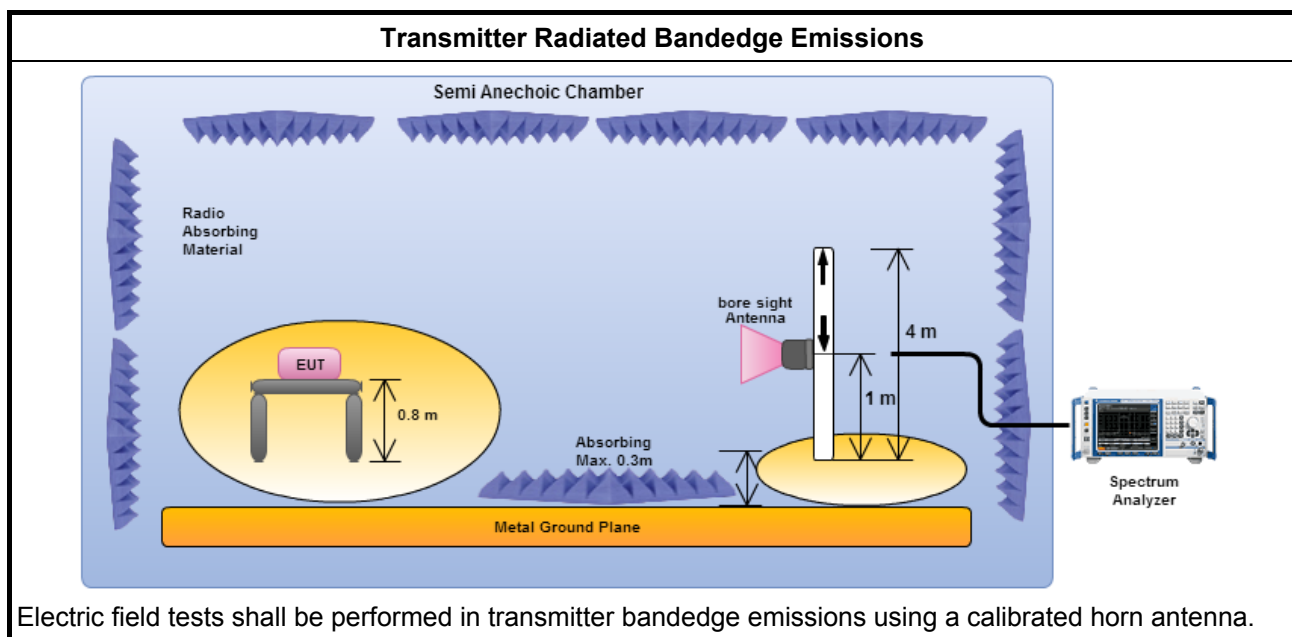 Transmitter Radiated Bandedge Emissions
Semi Anechoic Chamber
Radio
Absorbing
Material
bore sight
Antenna
4 m
EUT
1 m
0.8 m
Absorbing
Max. 0.3m
Spectrum
Analyzer
Metal Ground Plane
Electric field tests shall be performed in transmitter bandedge emissions using a calibrated horn antenna.